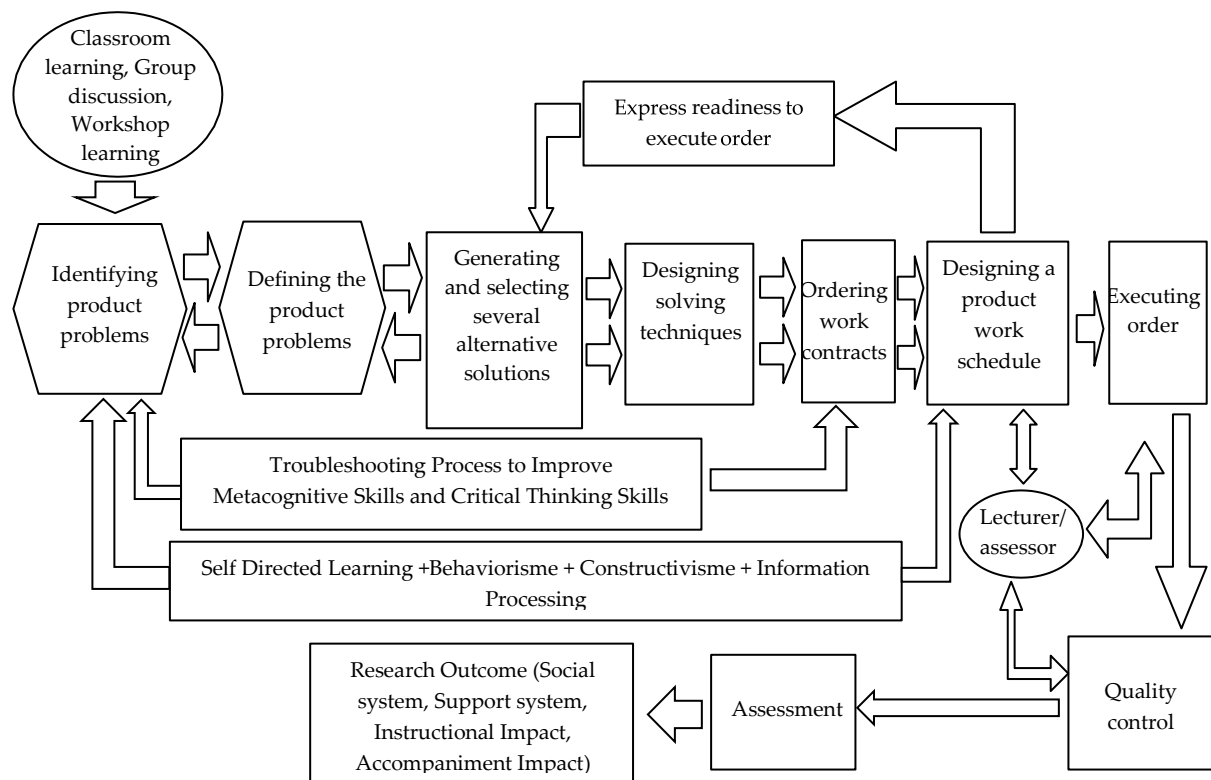 Classroom
learning, Group
discussion,
Workshop
learning
Express readiness to
execute order
Identifying
product
problems
Defining the
product
problems
Generating
and selecting
several
alternative
solutions
Designing
solving
techniques
Ordering
work
contracts
Designing a
product
work
schedule
Executing
order
Troubleshooting Process to Improve
Metacognitive Skills and Critical Thinking Skills
Lecturer/
assessor
Self Directed Learning +Behaviorisme + Constructivisme + Information
Processing
Research Outcome (Social
system, Support system,
Instructional Impact,
Accompaniment Impact)
Assessment
Quality
control